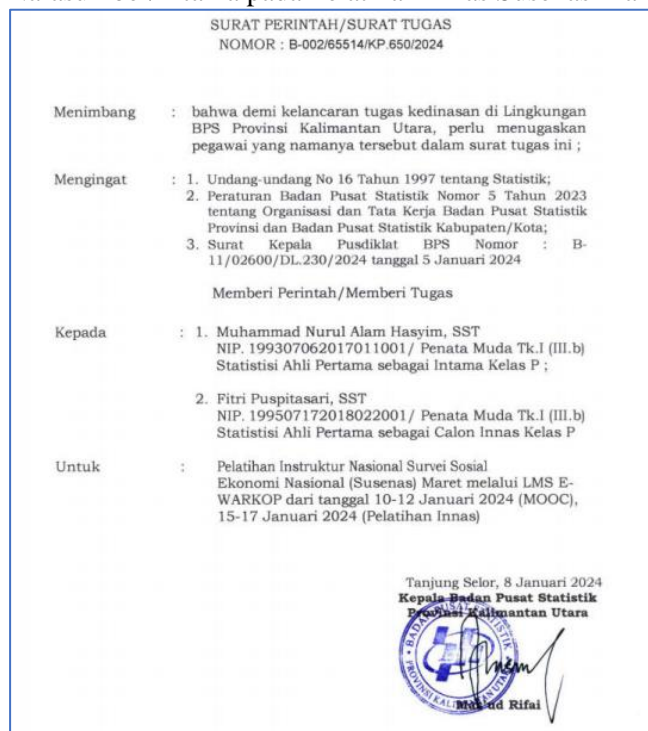 SURAT PERINTAH/SURAT TUGAS
NOMOR : B-002/65514/KP.650/2024
Menimbang : bahwa demi kelancaran tugas kedinasan di Lingkungan
BPS Provinsi Kalimantan Utara, perlu menugaskan
pegawai yang namanya tersebut dalam surat tugas ini ;
Mengingat : 1. Undang-undang No 16 Tahun 1997 tentang Statistik;
2. Peraturan Badan Pusat Statistik Nomor 5 Tahun 2023
tentang Organisasi dan Tata Kerja Badan Pusat Statistik
Provinsi dan Badan Pusat Statistik Kabupaten/Kota;
3. Surat Kepala Pusdiklat BPS Nomor : B-
11/02600/DL.230/2024 tanggal 5 Januari 2024
Memberi Perintah/Memberi Tugas
Kepada : 1. Muhammad Nurul Alam Hasyim, SST
NIP. 199307062017011001/ Penata Muda Tk.I (III.b)
Statistisi Ahli Pertama sebagai Intama Kelas P ;
2. Fitri Puspitasari, SST
NIP. 199507172018022001/ Penata Muda Tk.I (III.b)
Statistisi Ahli Pertama sebagai Calon Innas Kelas P
Untuk : Pelatihan Instruktur Nasional Survei Sosial
Ekonomi Nasional (Susenas) Maret melalui LMS E-
WARKOP dari tanggal 10-12 Januari 2024 (MOOC),
15-17 Januari 2024 (Pelatihan Innas)
Tanjung Selor, 8 Januari 2024
Kepala Badan Pusat Statistik
Provinsi Kalimantan Utara
BADAN PUSAT STATISTIK
PROVINSI KALIMANTAN UTARA
Mas'ud Rifai